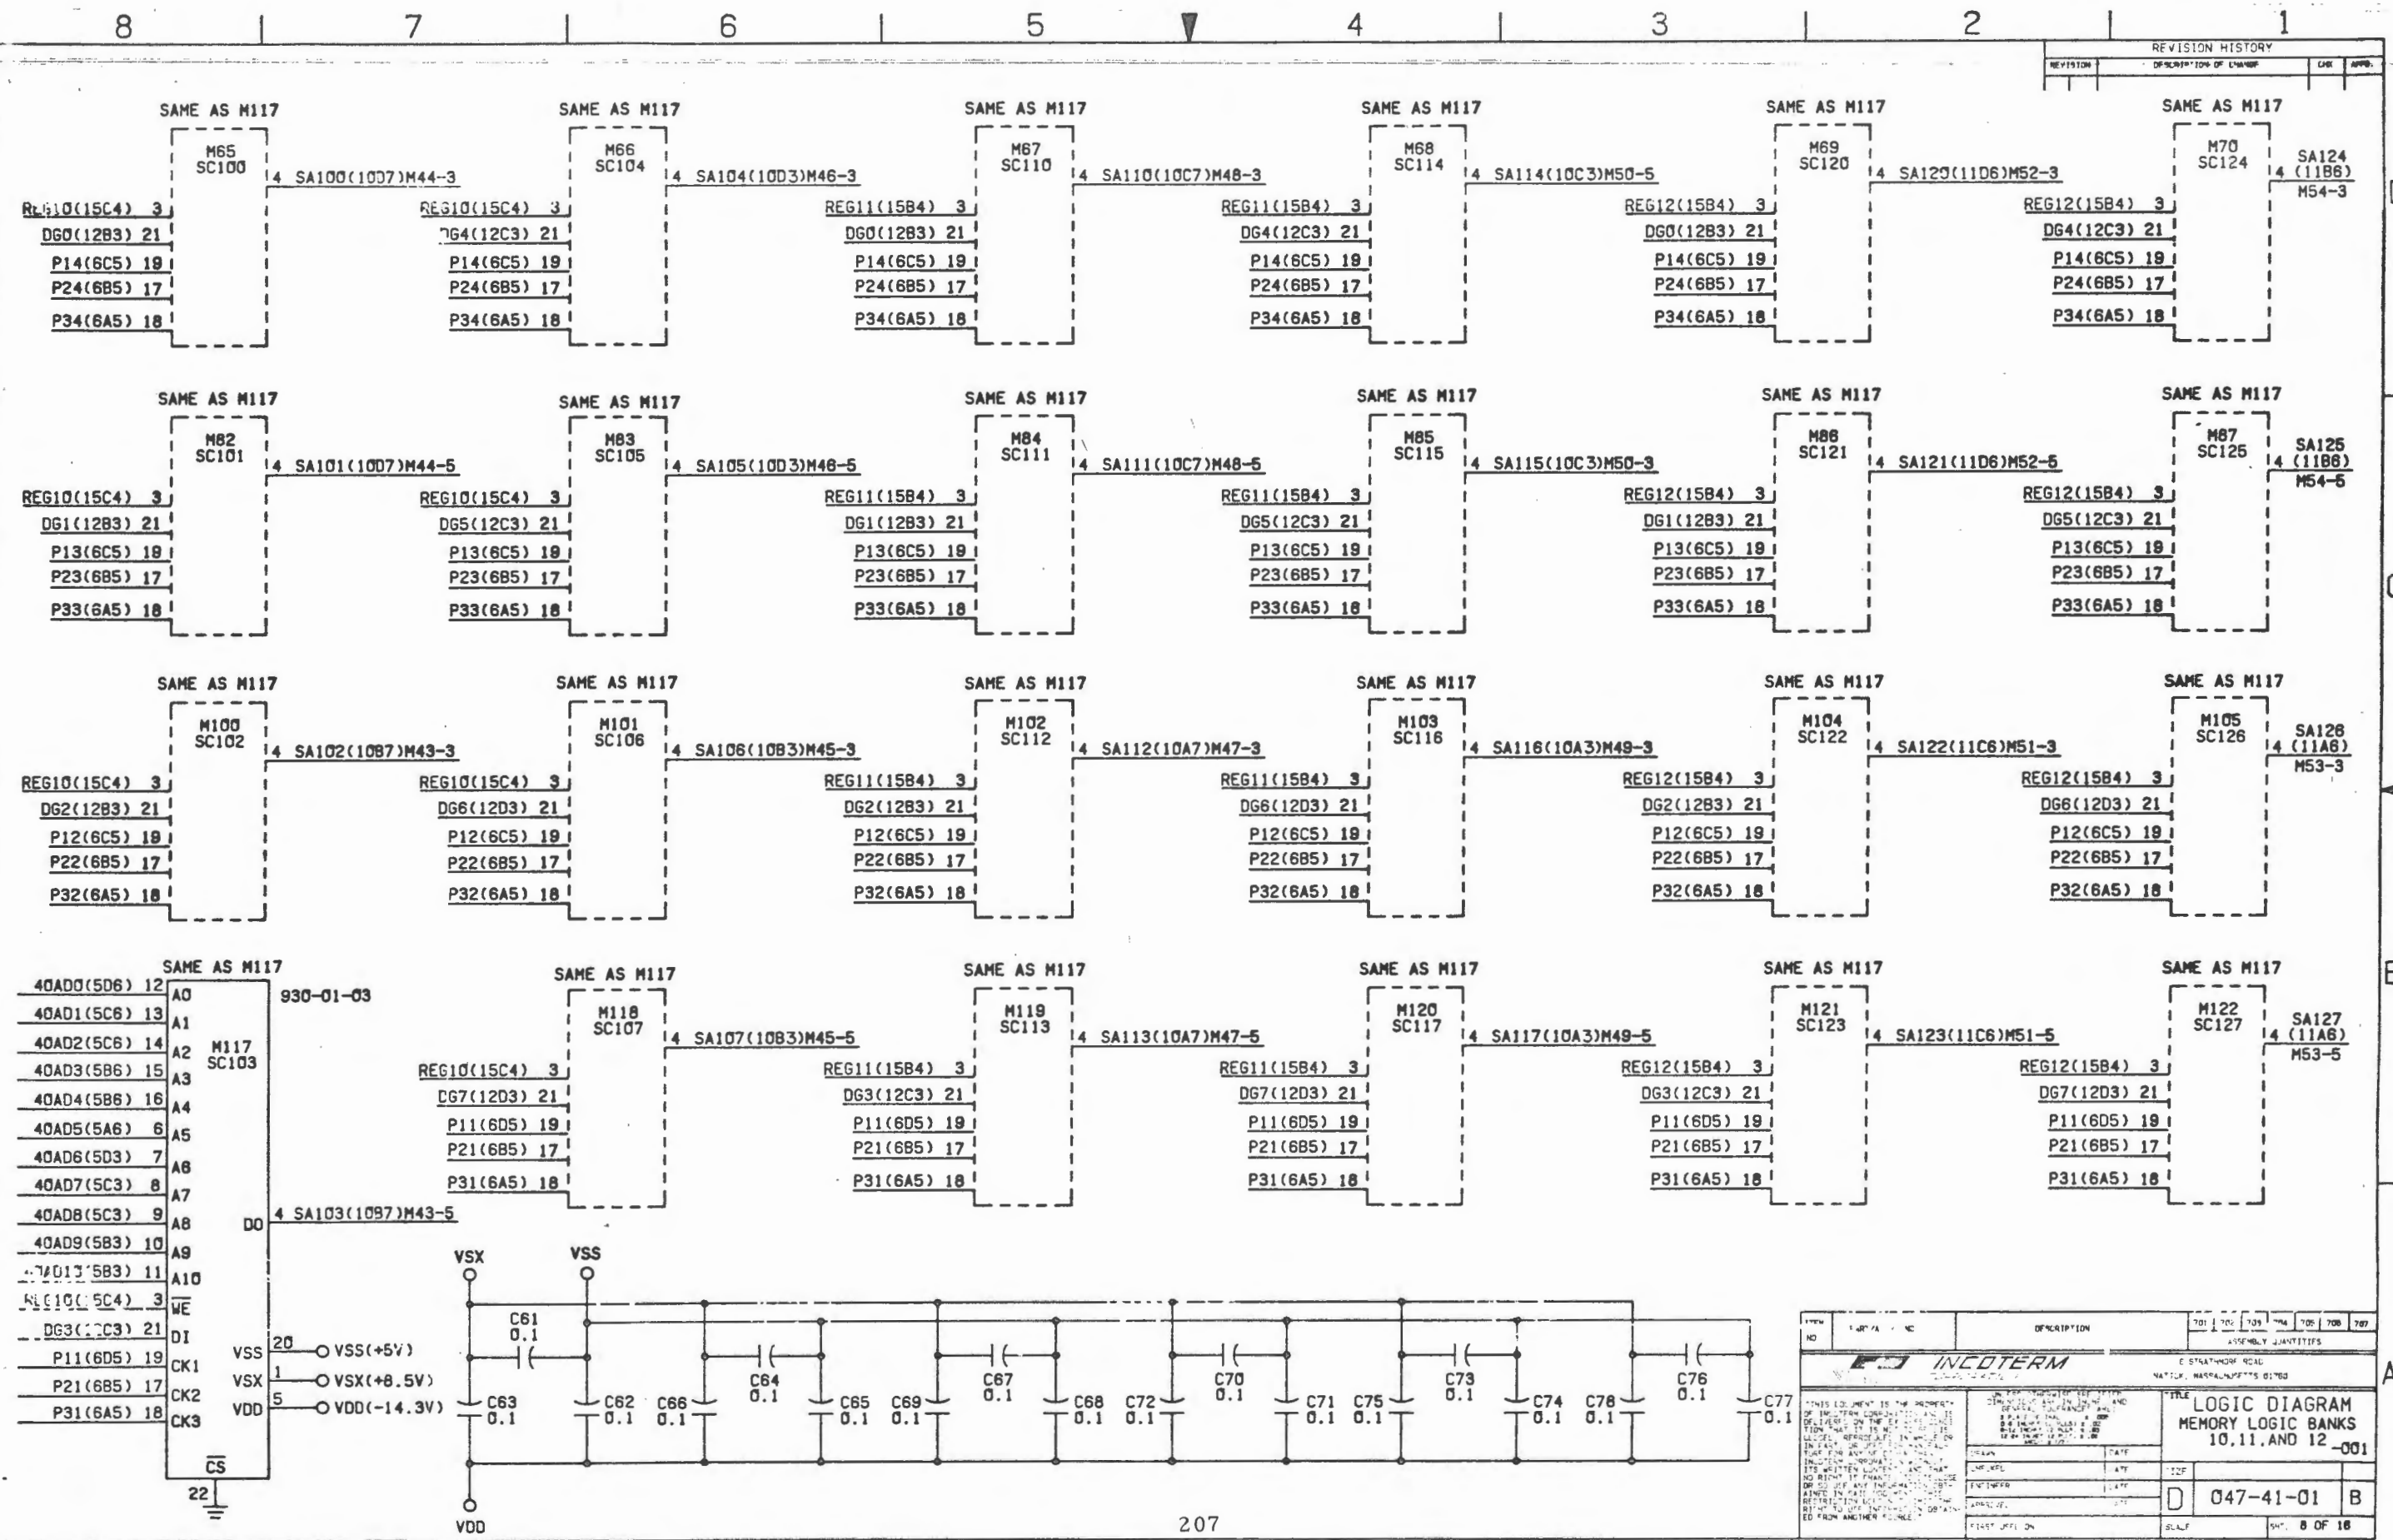 8 7 6 5 4 3 2 1
REVISION HISTORY
REVISION DESCRIPTION OF CHANGE CHK APPD.
SAME AS M117
M65
SC100
4 SA100(10D7)M44-3
REG10(15C4) 3
DG0(12B3) 21
P14(6C5) 19
P24(6B5) 17
P34(6A5) 18
SAME AS M117
M66
SC104
4 SA104(10D3)M46-3
REG10(15C4) 3
DG4(12C3) 21
P14(6C5) 19
P24(6B5) 17
P34(6A5) 18
SAME AS M117
M67
SC110
4 SA110(10C7)M48-3
REG11(15B4) 3
DG0(12B3) 21
P14(6C5) 19
P24(6B5) 17
P34(6A5) 18
SAME AS M117
M68
SC114
4 SA114(10C3)M50-5
REG11(15B4) 3
DG4(12C3) 21
P14(6C5) 19
P24(6B5) 17
P34(6A5) 18
SAME AS M117
M69
SC120
4 SA120(11D6)M52-3
REG12(15B4) 3
DG0(12B3) 21
P14(6C5) 19
P24(6B5) 17
P34(6A5) 18
SAME AS M117
M70
SC124
SA124
4 (11B6)
M54-3
REG12(15B4) 3
DG4(12C3) 21
P14(6C5) 19
P24(6B5) 17
P34(6A5) 18
SAME AS M117
M82
SC101
4 SA101(10D7)M44-5
REG10(15C4) 3
DG1(12B3) 21
P13(6C5) 19
P23(6B5) 17
P33(6A5) 18
SAME AS M117
M83
SC105
4 SA105(10D3)M46-5
REG10(15C4) 3
DG5(12C3) 21
P13(6C5) 19
P23(6B5) 17
P33(6A5) 18
SAME AS M117
M84
SC111
4 SA111(10C7)M48-5
REG11(15B4) 3
DG1(12B3) 21
P13(6C5) 19
P23(6B5) 17
P33(6A5) 18
SAME AS M117
M85
SC115
4 SA115(10C3)M50-3
REG11(15B4) 3
DG5(12C3) 21
P13(6C5) 19
P23(6B5) 17
P33(6A5) 18
SAME AS M117
M86
SC121
4 SA121(11D6)M52-5
REG12(15B4) 3
DG1(12B3) 21
P13(6C5) 19
P23(6B5) 17
P33(6A5) 18
SAME AS M117
M87
SC125
SA125
4 (11B6)
M54-5
REG12(15B4) 3
DG5(12C3) 21
P13(6C5) 19
P23(6B5) 17
P33(6A5) 18
SAME AS M117
M100
SC102
4 SA102(10B7)M43-3
REG10(15C4) 3
DG2(12B3) 21
P12(6C5) 19
P22(6B5) 17
P32(6A5) 18
SAME AS M117
M101
SC106
4 SA106(10B3)M45-3
REG10(15C4) 3
DG6(12D3) 21
P12(6C5) 19
P22(6B5) 17
P32(6A5) 18
SAME AS M117
M102
SC112
4 SA112(10A7)M47-3
REG11(15B4) 3
DG2(12B3) 21
P12(6C5) 19
P22(6B5) 17
P32(6A5) 18
SAME AS M117
M103
SC116
4 SA116(10A3)M49-3
REG11(15B4) 3
DG6(12D3) 21
P12(6C5) 19
P22(6B5) 17
P32(6A5) 18
SAME AS M117
M104
SC122
4 SA122(11C6)M51-3
REG12(15B4) 3
DG2(12B3) 21
P12(6C5) 19
P22(6B5) 17
P32(6A5) 18
SAME AS M117
M105
SC126
SA126
4 (11A6)
M53-3
REG12(15B4) 3
DG6(12D3) 21
P12(6C5) 19
P22(6B5) 17
P32(6A5) 18
SAME AS M117
930-01-03
M117
SC103
40AD0(5D6) 12 A0
40AD1(5C6) 13 A1
40AD2(5C6) 14 A2
40AD3(5B6) 15 A3
40AD4(5B6) 16 A4
40AD5(5A6) 6 A5
40AD6(5D3) 7 A6
40AD7(5C3) 8 A7
40AD8(5C3) 9 A8
DO 4 SA103(10B7)M43-5
40AD9(5B3) 10 A9
11 A10
REG10(15C4) 3 WE
DG3(12C3) 21 DI
P11(6D5) 19 CK1
P21(6B5) 17 CK2
P31(6A5) 18 CK3
VSS 20 VSS(+5V)
VSX 1 VSX(+8.5V)
VDD 5 VDD(-14.3V)
CS
22
SAME AS M117
M118
SC107
4 SA107(10B3)M45-5
REG10(15C4) 3
DG7(12D3) 21
P11(6D5) 19
P21(6B5) 17
P31(6A5) 18
SAME AS M117
M119
SC113
4 SA113(10A7)M47-5
REG11(15B4) 3
DG3(12C3) 21
P11(6D5) 19
P21(6B5) 17
P31(6A5) 18
SAME AS M117
M120
SC117
4 SA117(10A3)M49-5
REG11(15B4) 3
DG7(12D3) 21
P11(6D5) 19
P21(6B5) 17
P31(6A5) 18
SAME AS M117
M121
SC123
4 SA123(11C6)M51-5
REG12(15B4) 3
DG3(12C3) 21
P11(6D5) 19
P21(6B5) 17
P31(6A5) 18
SAME AS M117
M122
SC127
SA127
4 (11A6)
M53-5
REG12(15B4) 3
DG7(12D3) 21
P11(6D5) 19
P21(6B5) 17
P31(6A5) 18
VSX VSS
C61 0.1
C64 0.1
C67 0.1
C70 0.1
C73 0.1
C76 0.1
C63 0.1
C62 0.1
C66 0.1
C65 0.1
C69 0.1
C68 0.1
C72 0.1
C71 0.1
C75 0.1
C74 0.1
C78 0.1
C77 0.1
VDD
A
ITEM NO DESCRIPTION 701 702 703 704 705 706 707
ASSEMBLY QUANTITIES
INCOTERM
STRATHMORE ROAD
NATICK, MASSACHUSETTS 01760
TITLE
LOGIC DIAGRAM
MEMORY LOGIC BANKS
10,11,AND 12 -001
DATE
ENGINEER
SIZE
D 047-41-01 B
SCALE
SHT. 8 OF 16
207